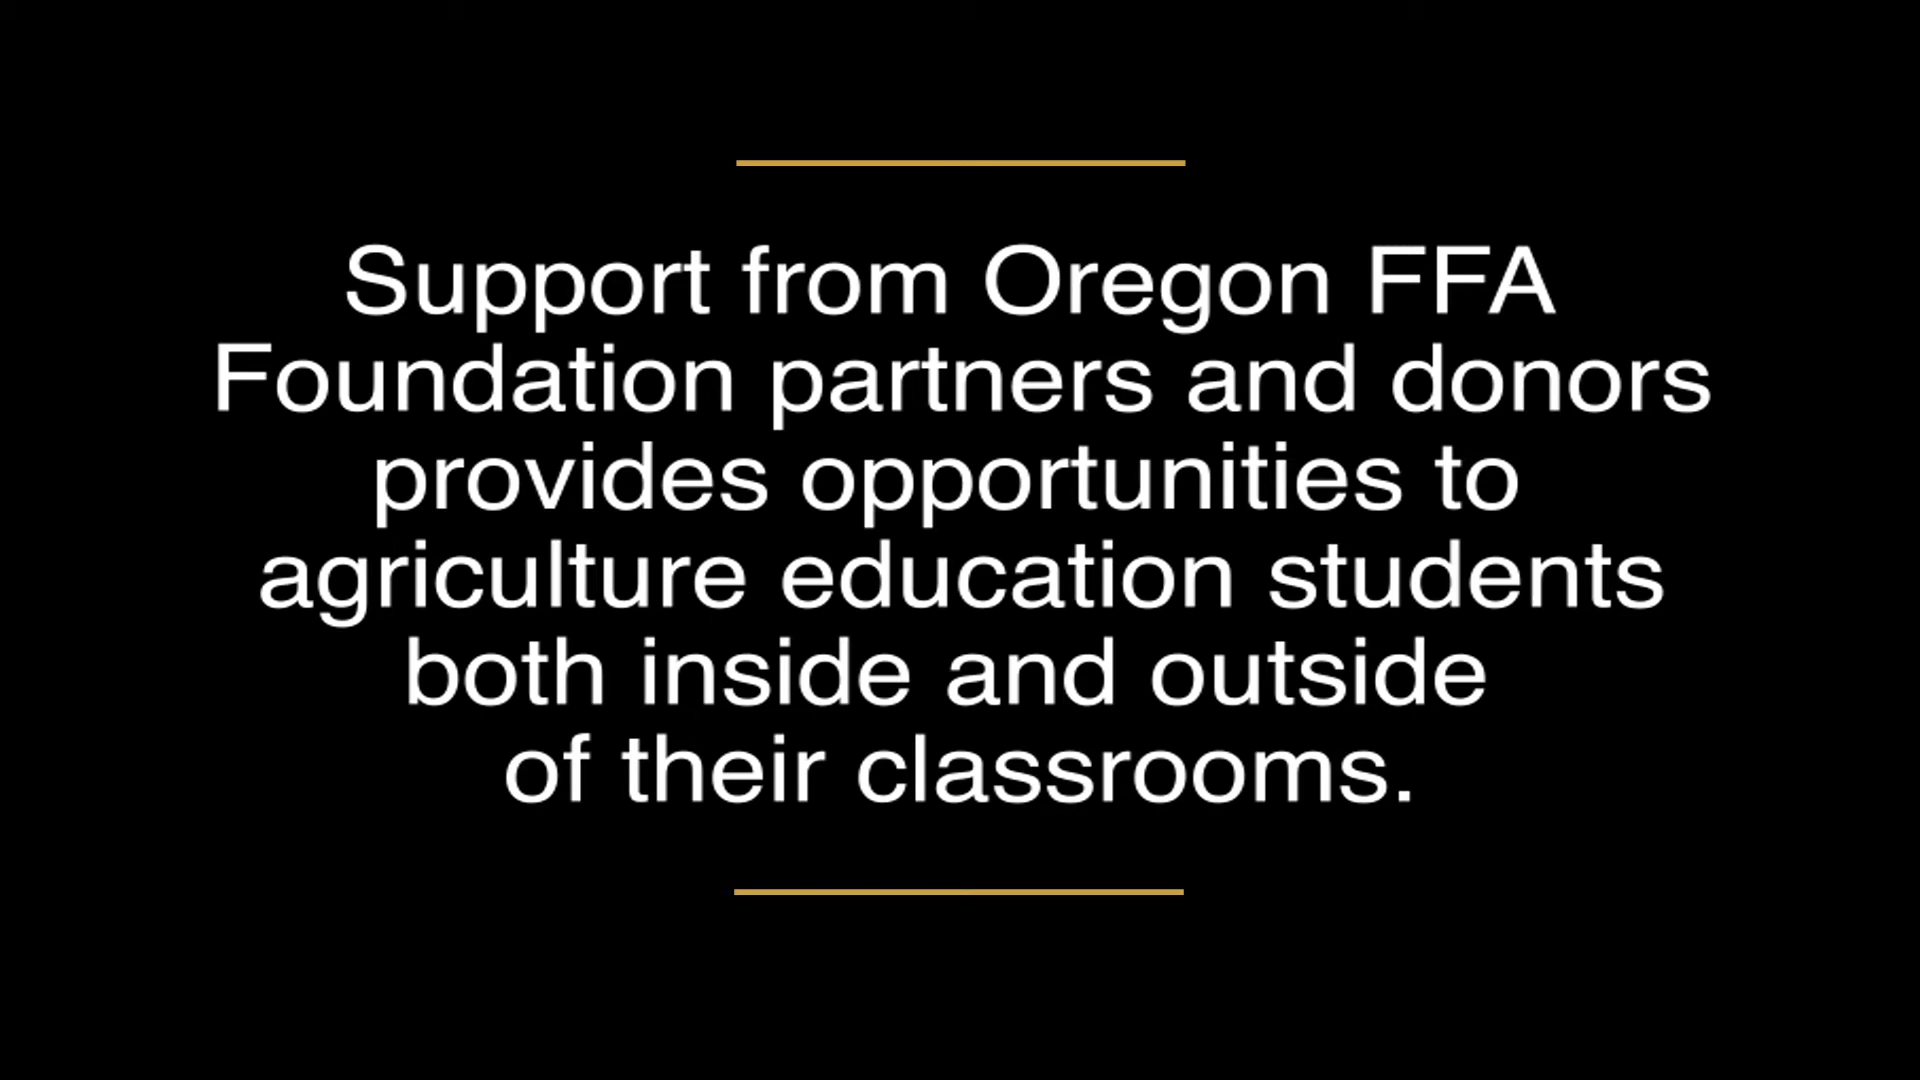 Support from Oregon FFA
Foundation partners and donors
provides opportunities to
agriculture education students
both inside and outside
of their classrooms.